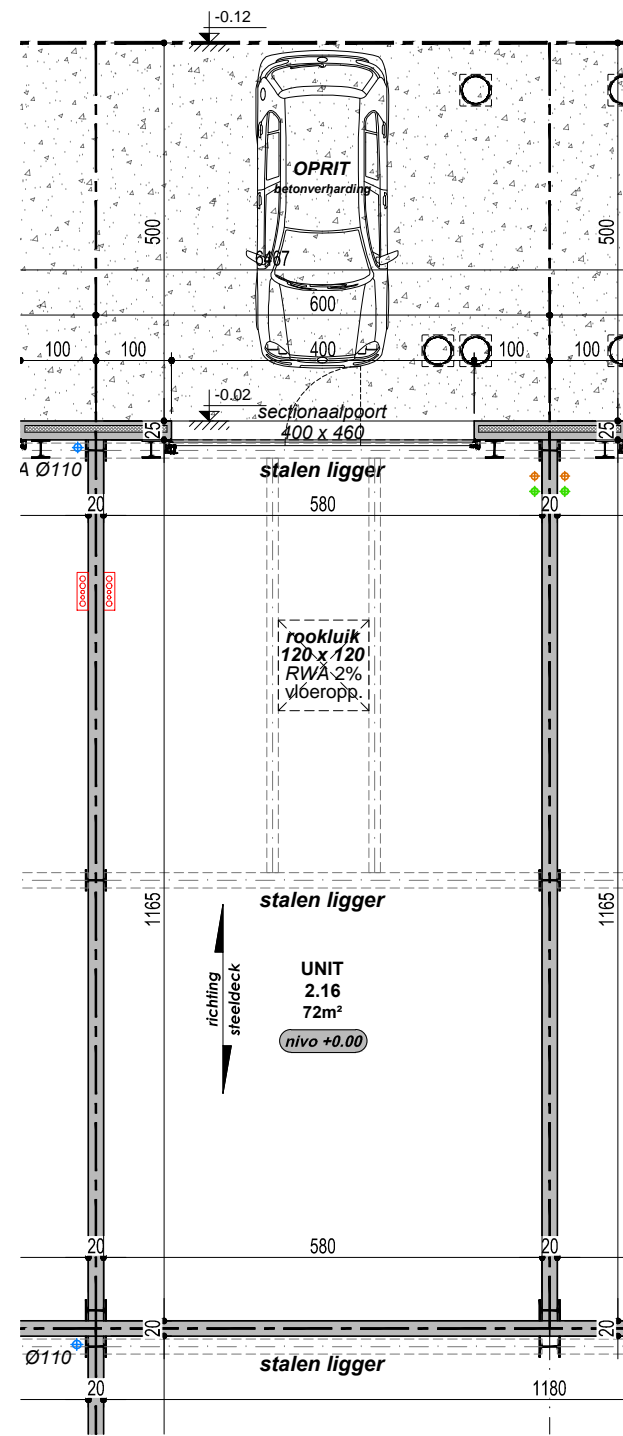 -0.12
OPRIT
betonverharding
500
500
6467
600
100
100
400
100
100
-0.02
sectionaalpoort
400 x 460
25
25
A Ø110
stalen ligger
20
580
20
rookluik
120 x 120
RWA 2%
vloeropp.
stalen ligger
1165
1165
richting
steeldeck
UNIT
2.16
72m²
nivo +0.00
20
580
20
20
20
Ø110
stalen ligger
20
1180